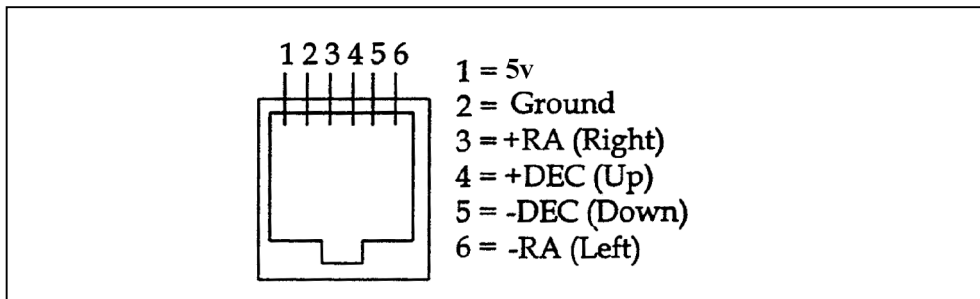 1 2 3 4 5 6
1 = 5v
2 = Ground
3 = +RA (Right)
4 = +DEC (Up)
5 = -DEC (Down)
6 = -RA (Left)